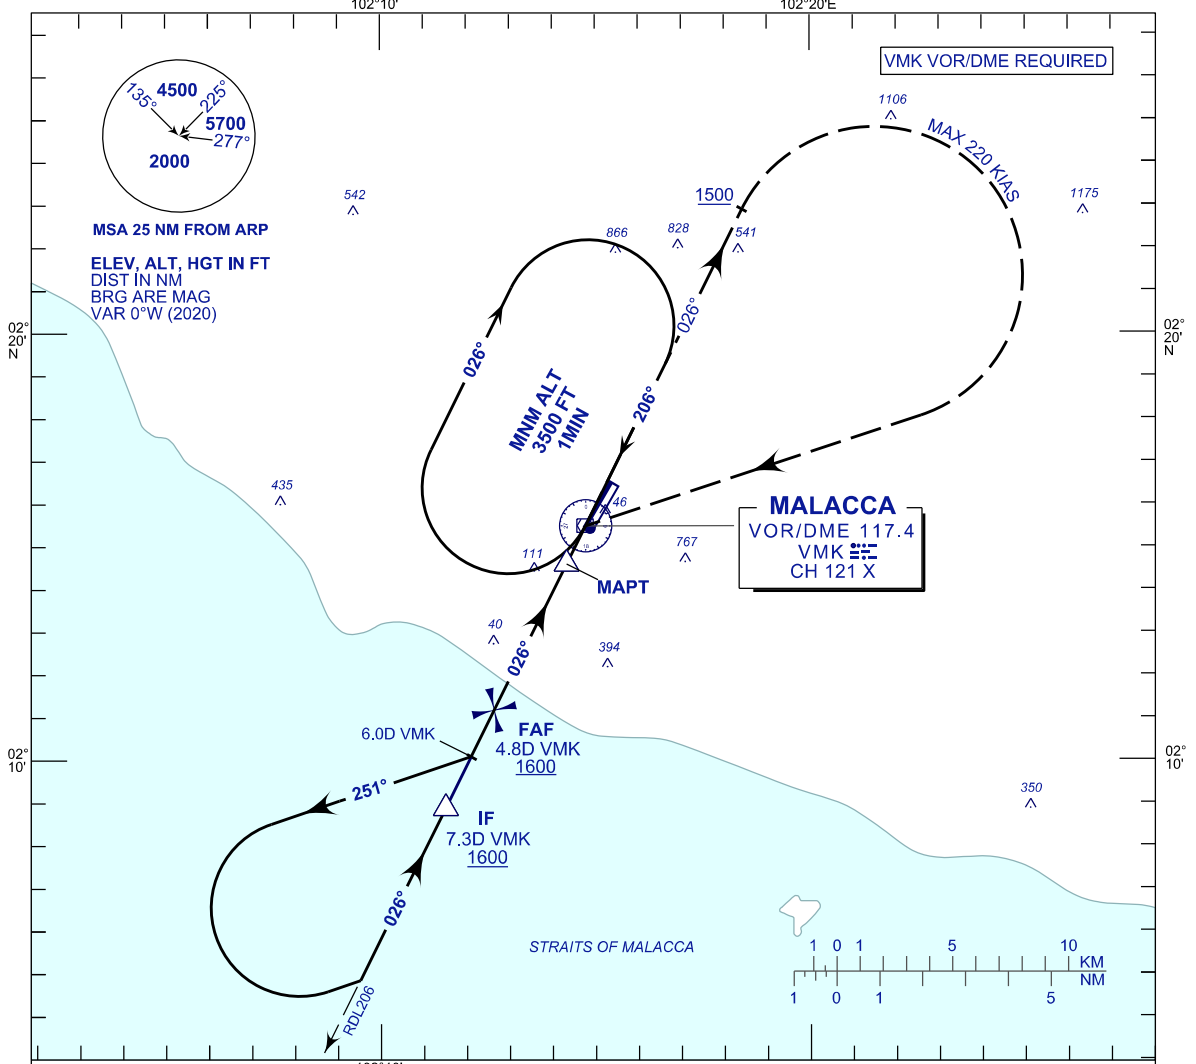 102°10'
102°20'E
VMK VOR/DME REQUIRED
4500
135°
225°
5700
277°
2000
MSA 25 NM FROM ARP
ELEV, ALT, HGT IN FT
DIST IN NM
BRG ARE MAG
VAR 0°W (2020)
1106
MAX 220 KIAS
1175
542
1500
866
828
541
02°
20'
N
02°
20'
N
026°
026°
MNM ALT
3500 FT
1MIN
206°
435
46
MALACCA
VOR/DME 117.4
VMK
CH 121 X
111
767
MAPT
40
394
026°
6.0D VMK
FAF
4.8D VMK
1600
02°
10'
02°
10'
251°
IF
7.3D VMK
1600
350
026°
STRAITS OF MALACCA
RDL206
1 0 1 5 10
KM
NM
1 0 1 5